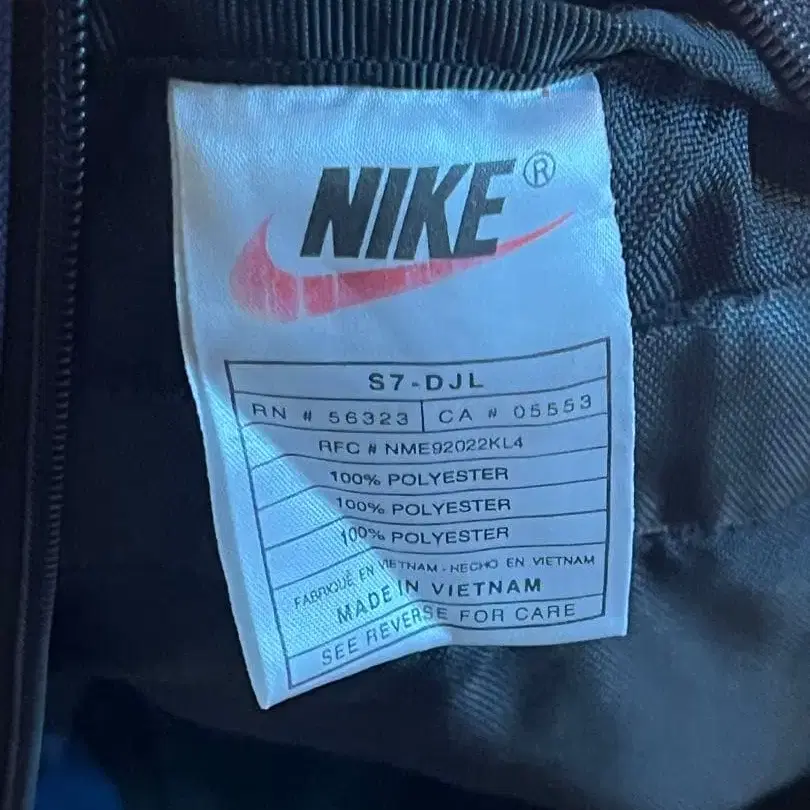 NIKE®
S7-DJL
RN # 56323 CA # 05553
RFC # NME92022KL4
100% POLYESTER
100% POLYESTER
100% POLYESTER
FABRIQUÉ EN VIETNAM - HECHO EN VIETNAM
MADE IN VIETNAM
SEE REVERSE FOR CARE